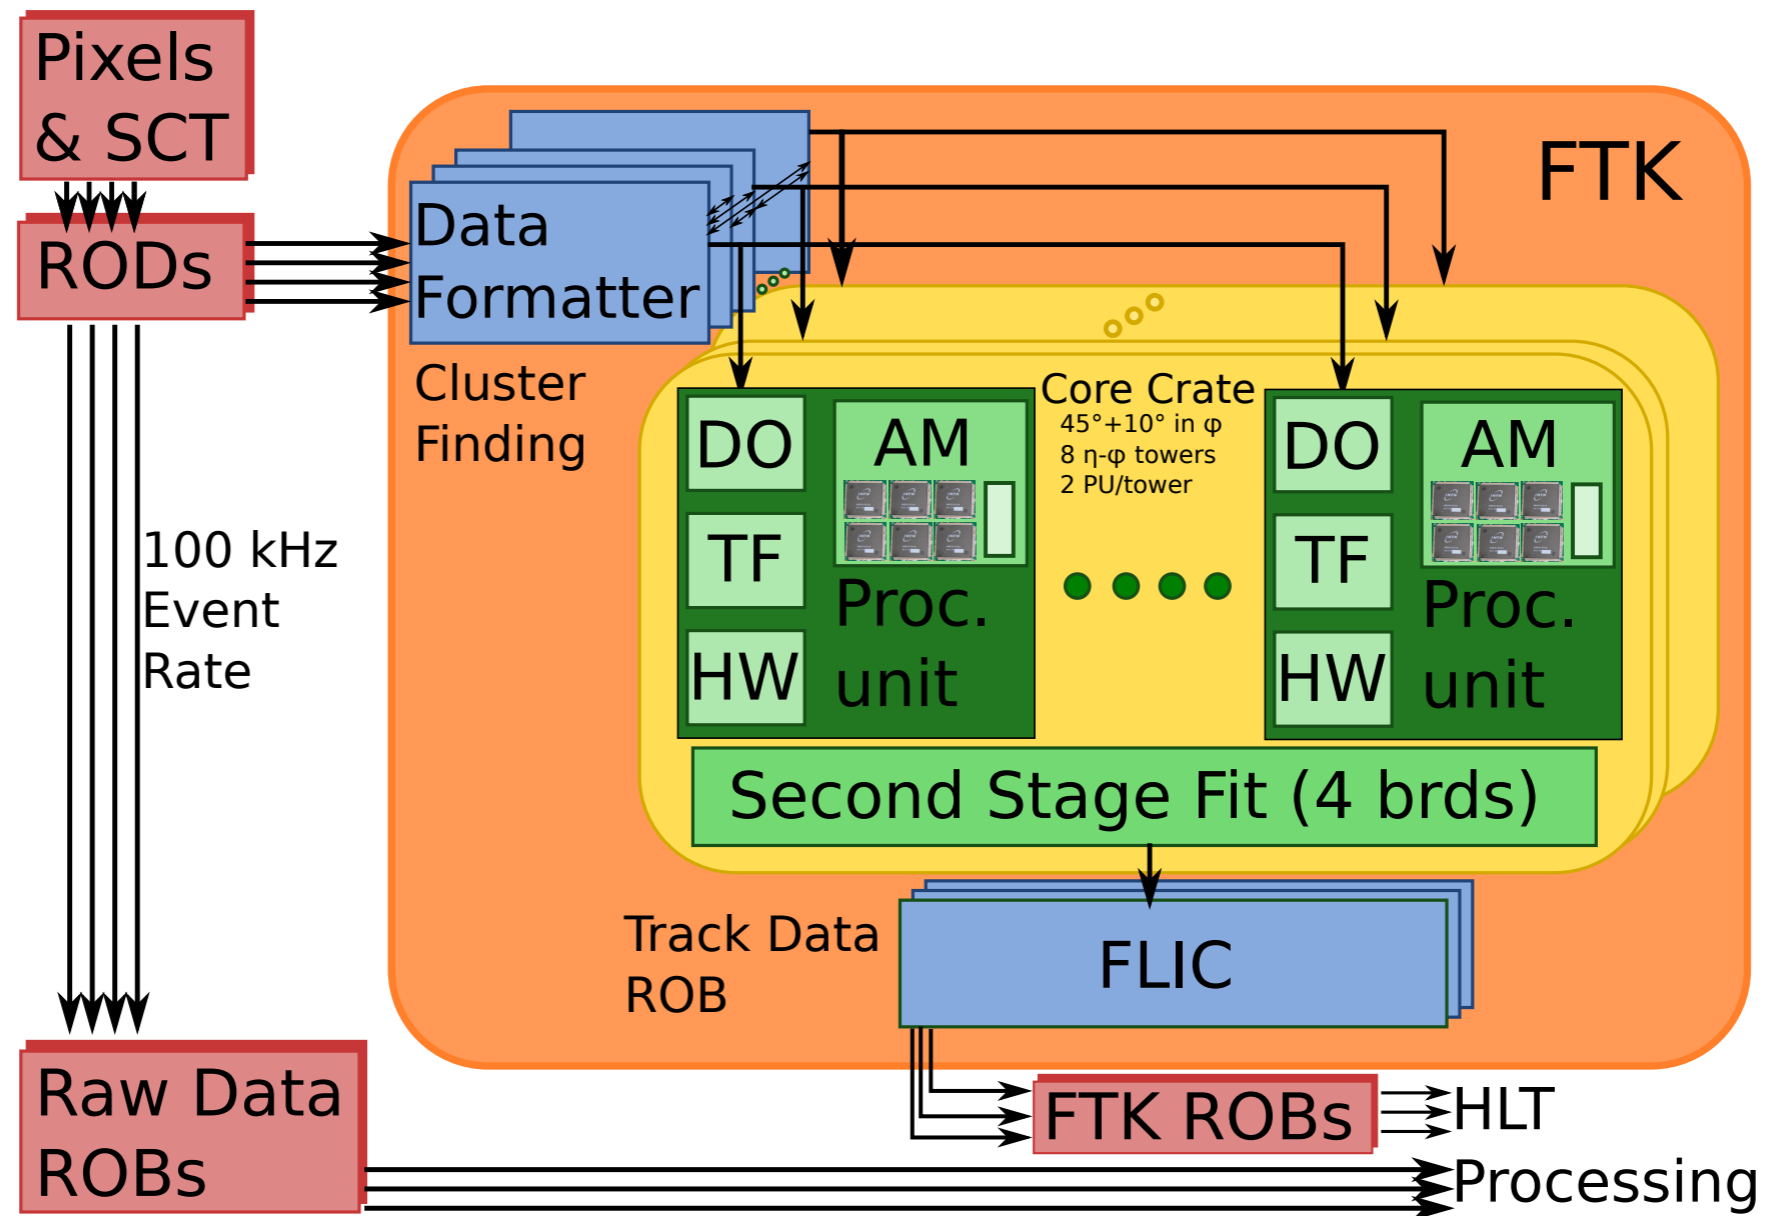 Pixels
& SCT
RODs
100 kHz
Event
Rate
Raw Data
ROBs
FTK
Data
Formatter
Cluster
Finding
Core Crate
45°+10° in φ
8 η-φ towers
2 PU/tower
DO
TF
HW
AM
Proc.
unit
DO
TF
HW
AM
Proc.
unit
Second Stage Fit (4 brds)
Track Data
ROB
FLIC
FTK ROBs
HLT
Processing